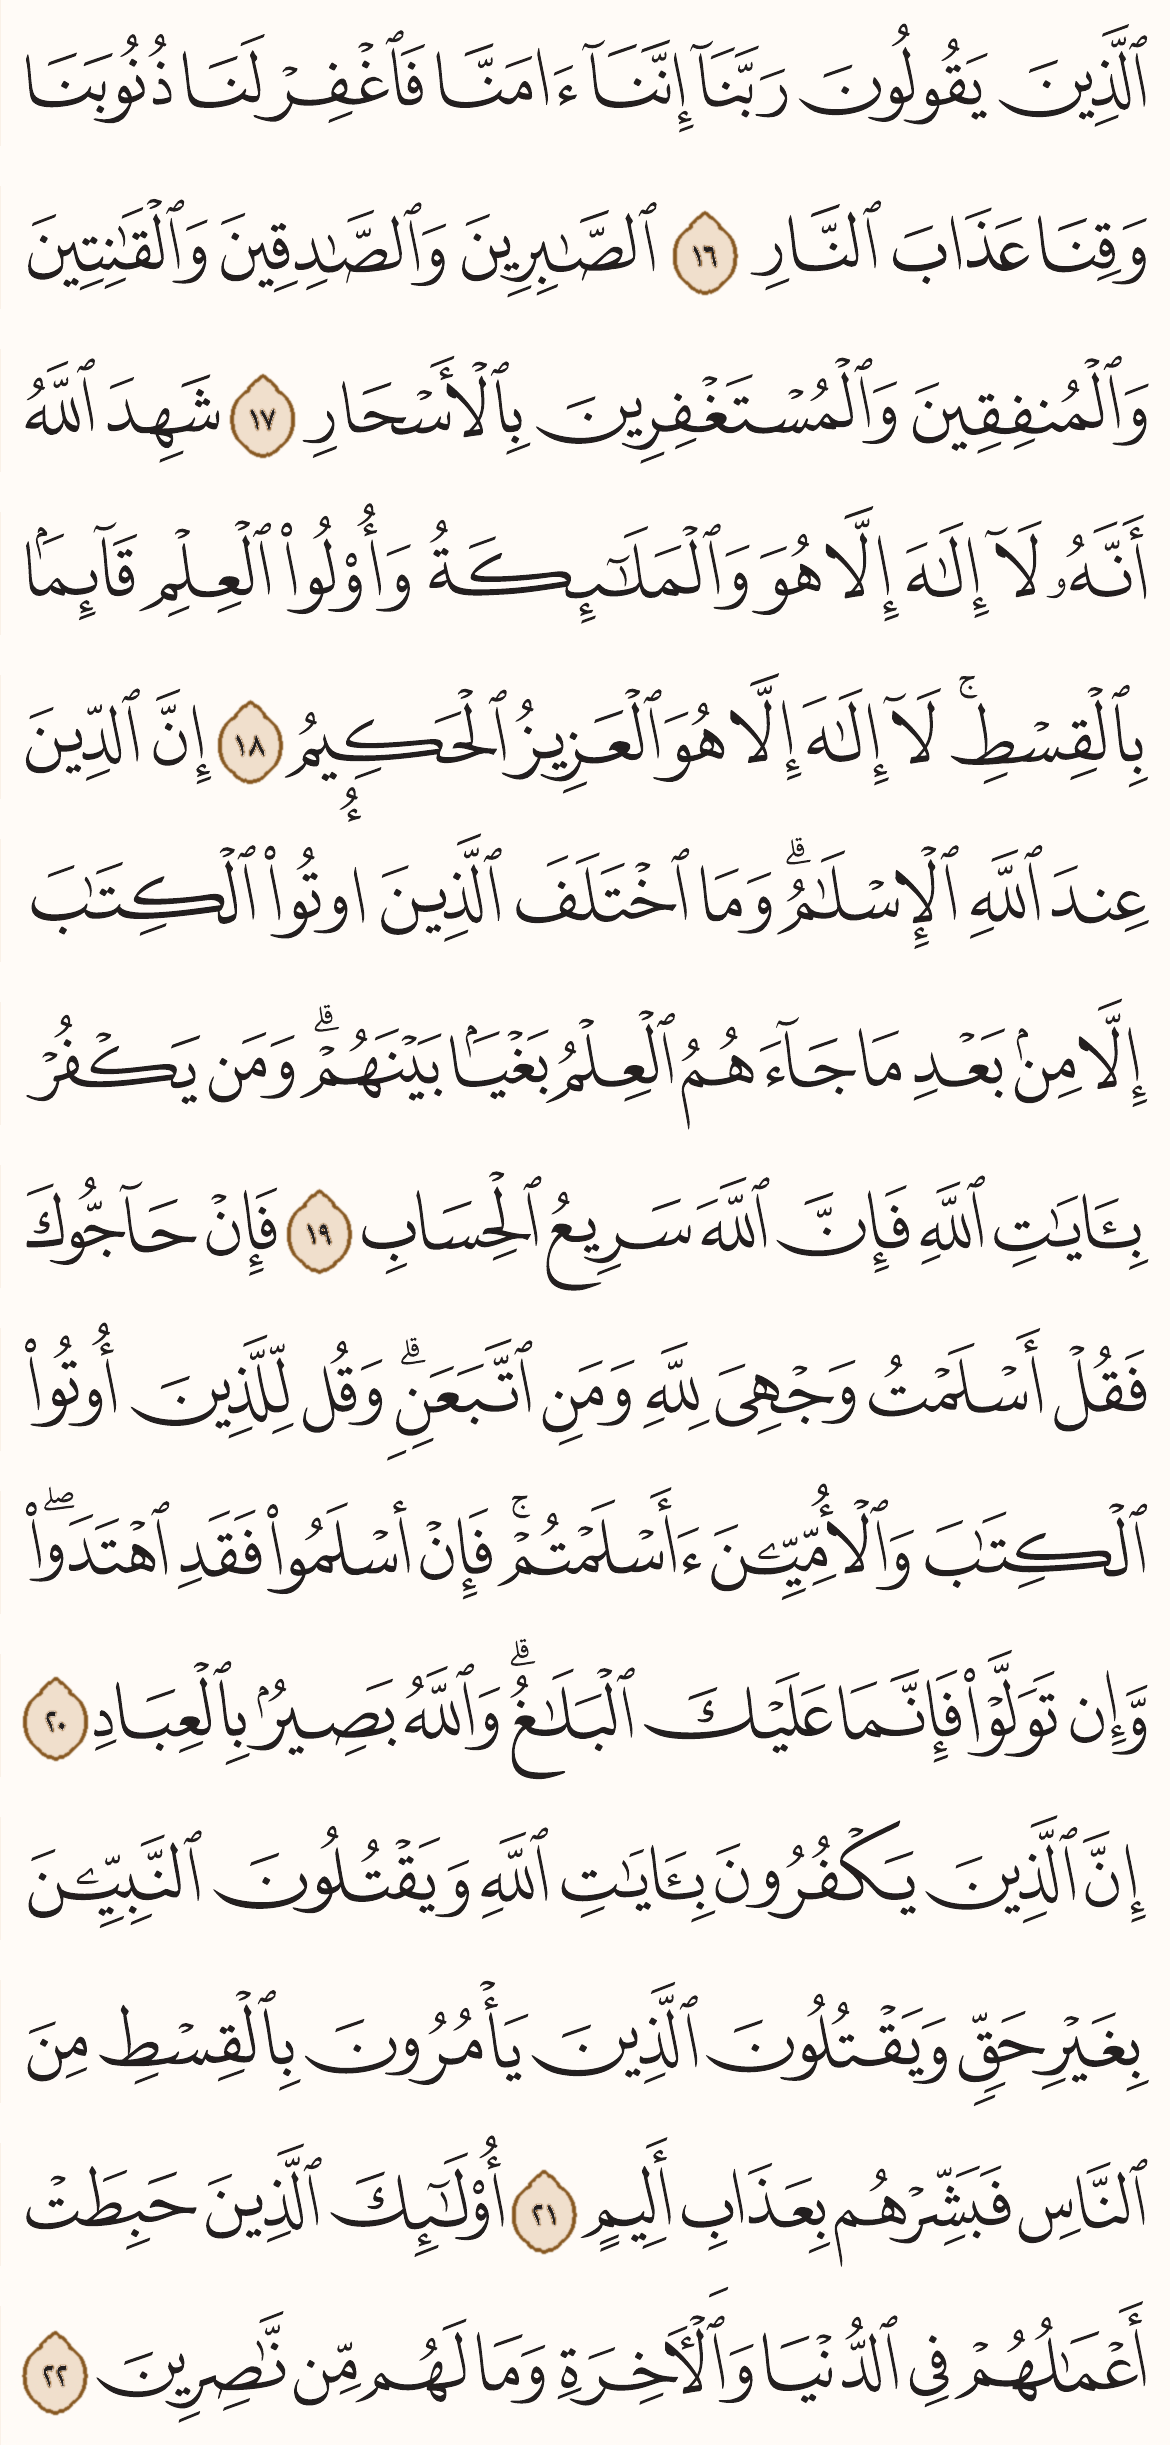 ٱلَّذِينَ يَقُولُونَ رَبَّنَآ إِنَّنَآ ءَامَنَّا فَٱغْفِرْ لَنَا ذُنُوبَنَا
وَقِنَا عَذَابَ ٱلنَّارِ ١٦ ٱلصَّٰبِرِينَ وَٱلصَّٰدِقِينَ وَٱلْقَٰنِتِينَ
وَٱلْمُنفِقِينَ وَٱلْمُسْتَغْفِرِينَ بِٱلْأَسْحَارِ ١٧ شَهِدَ ٱللَّهُ
أَنَّهُۥ لَآ إِلَٰهَ إِلَّا هُوَ وَٱلْمَلَٰٓئِكَةُ وَأُو۟لُوا۟ ٱلْعِلْمِ قَآئِمًۢا
بِٱلْقِسْطِ ۚ لَآ إِلَٰهَ إِلَّا هُوَ ٱلْعَزِيزُ ٱلْحَكِيمُ ١٨ إِنَّ ٱلدِّينَ
عِندَ ٱللَّهِ ٱلْإِسْلَٰمُ ۗ وَمَا ٱخْتَلَفَ ٱلَّذِينَ أُوتُوا۟ ٱلْكِتَٰبَ
إِلَّا مِنۢ بَعْدِ مَا جَآءَهُمُ ٱلْعِلْمُ بَغْيًۢا بَيْنَهُمْ ۗ وَمَن يَكْفُرْ
بِـَٔايَٰتِ ٱللَّهِ فَإِنَّ ٱللَّهَ سَرِيعُ ٱلْحِسَابِ ١٩ فَإِنْ حَآجُّوكَ
فَقُلْ أَسْلَمْتُ وَجْهِىَ لِلَّهِ وَمَنِ ٱتَّبَعَنِ ۗ وَقُل لِّلَّذِينَ أُوتُوا۟
ٱلْكِتَٰبَ وَٱلْأُمِّيِّـۧنَ ءَأَسْلَمْتُمْ ۚ فَإِنْ أَسْلَمُوا۟ فَقَدِ ٱهْتَدَوا۟ ۖ
وَّإِن تَوَلَّوْا۟ فَإِنَّمَا عَلَيْكَ ٱلْبَلَٰغُ ۗ وَٱللَّهُ بَصِيرٌۢ بِٱلْعِبَادِ ٢٠
إِنَّ ٱلَّذِينَ يَكْفُرُونَ بِـَٔايَٰتِ ٱللَّهِ وَيَقْتُلُونَ ٱلنَّبِيِّـۧنَ
بِغَيْرِ حَقٍّ وَيَقْتُلُونَ ٱلَّذِينَ يَأْمُرُونَ بِٱلْقِسْطِ مِنَ
ٱلنَّاسِ فَبَشِّرْهُم بِعَذَابٍ أَلِيمٍ ٢١ أُو۟لَٰٓئِكَ ٱلَّذِينَ حَبِطَتْ
أَعْمَٰلُهُمْ فِى ٱلدُّنْيَا وَٱلْـَٔاخِرَةِ وَمَا لَهُم مِّن نَّٰصِرِينَ ٢٢